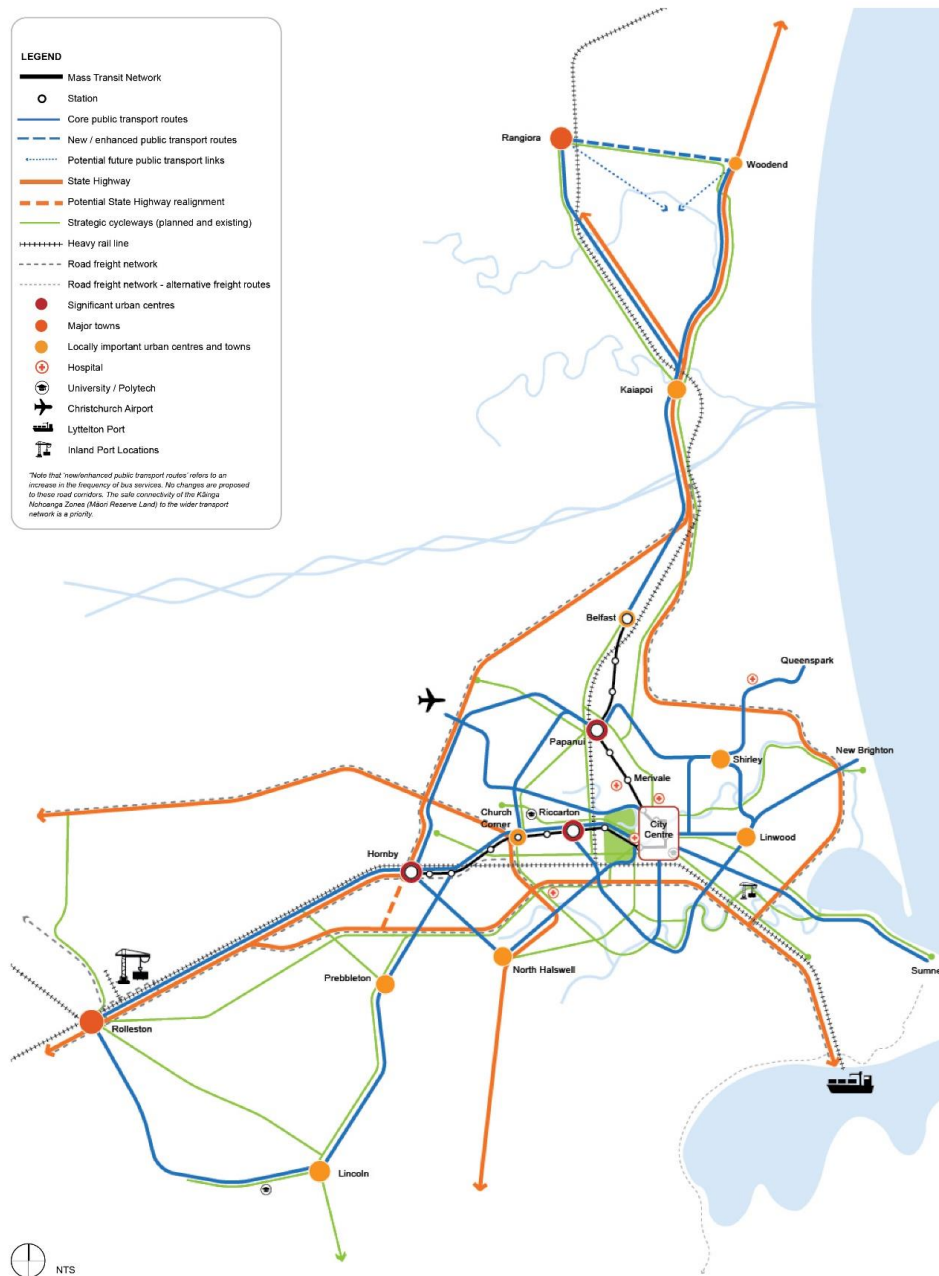 LEGEND
Mass Transit Network
Station
Core public transport routes
New / enhanced public transport routes
Potential future public transport links
State Highway
Potential State Highway realignment
Strategic cycleways (planned and existing)
Heavy rail line
Road freight network
Road freight network - alternative freight routes
Significant urban centres
Major towns
Locally important urban centres and towns
Hospital
University / Polytech
Christchurch Airport
Lyttelton Port
Inland Port Locations
"Note that 'new/enhanced public transport routes' refers to an
increase in the frequency of bus services. No changes are proposed
to these road corridors. The safe connectivity of the Kāinga
Nohoanga Zones (Māori Reserve Land) to the wider transport
network is a priority.
Rangiora
Woodend
Kaiapoi
Belfast
Queenspark
Papanui
Shirley
New Brighton
Merivale
Church
Corner
Riccarton
City
Centre
Linwood
Hornby
North Halswell
Prebbleton
Sumne
Rolleston
Lincoln
NTS